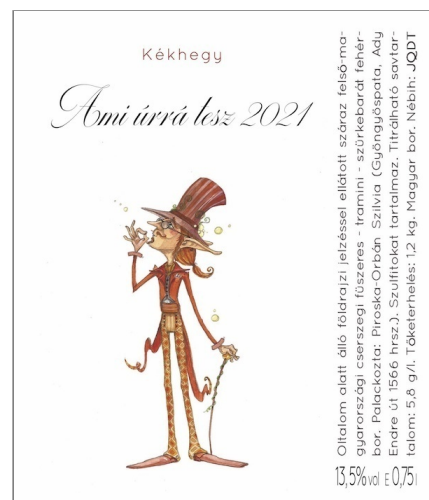 Kékhegy
Ami úrrá lesz 2021
Oltalom alatt álló földrajzi jelzéssel ellátott száraz felső-ma-
gyarországi cserszegi fűszeres - tramini - szürkebarát fehér-
bor. Palackozta: Piroska-Orbán Szilvia (Gyöngyöspata, Ady
Endre út 1566 hrsz.). Szulfitokat tartalmaz. Titrálható savtar-
talom: 5,8 g/l. Tőketerhelés: 1,2 kg. Magyar bor. Nébih: JQDT
13,5% vol E 0,75 l